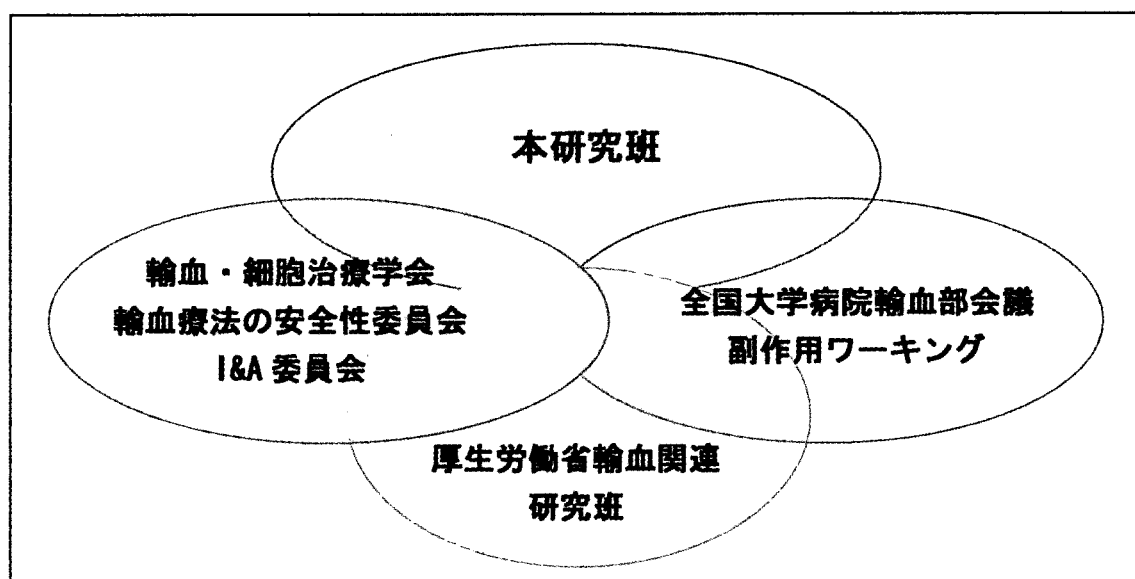 本研究班
輸血・細胞治療学会
輸血療法の安全性委員会
I&A 委員会
全国大学病院輸血部会議
副作用ワーキング
厚生労働省輸血関連
研究班